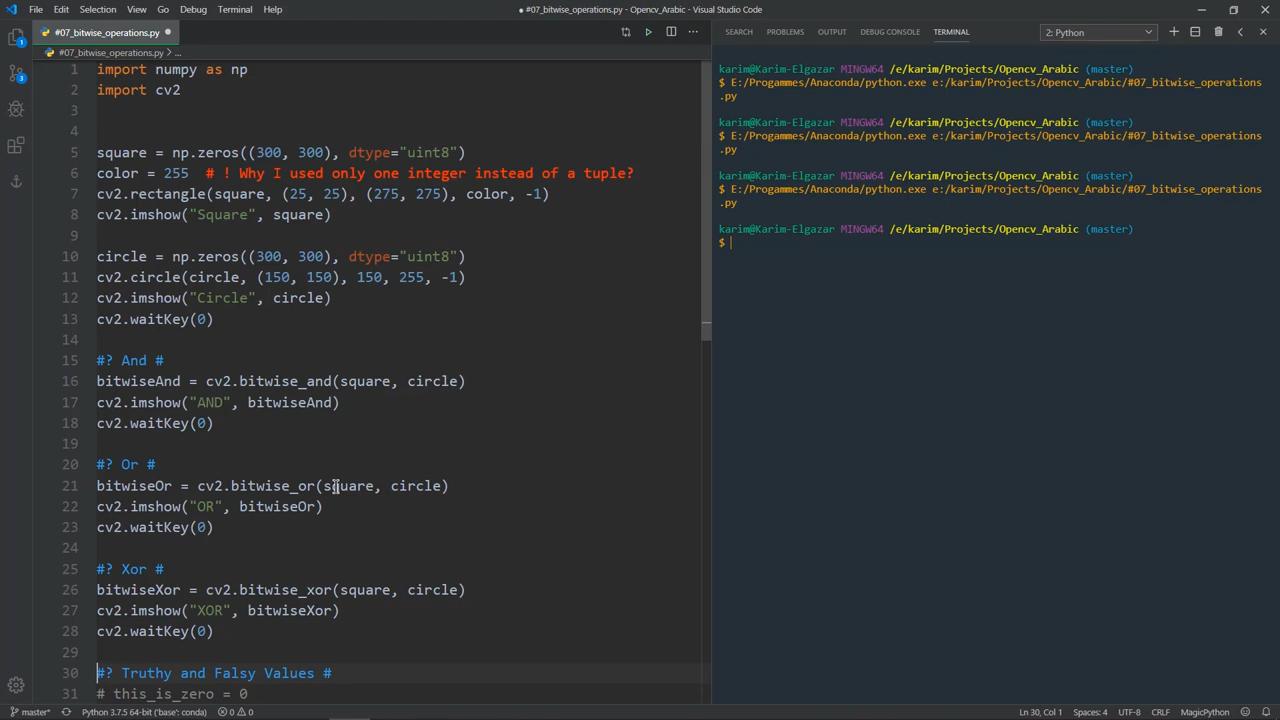 File Edit Selection View Go Debug Terminal Help
● #07_bitwise_operations.py - Opencv_Arabic - Visual Studio Code
#07_bitwise_operations.py
SEARCH PROBLEMS OUTPUT DEBUG CONSOLE TERMINAL
2: Python
#07_bitwise_operations.py > ...
1 import numpy as np
2 import cv2
3
4
5 square = np.zeros((300, 300), dtype="uint8")
6 color = 255 # ! Why I used only one integer instead of a tuple?
7 cv2.rectangle(square, (25, 25), (275, 275), color, -1)
8 cv2.imshow("Square", square)
9
10 circle = np.zeros((300, 300), dtype="uint8")
11 cv2.circle(circle, (150, 150), 150, 255, -1)
12 cv2.imshow("Circle", circle)
13 cv2.waitKey(0)
14
15 #? And #
16 bitwiseAnd = cv2.bitwise_and(square, circle)
17 cv2.imshow("AND", bitwiseAnd)
18 cv2.waitKey(0)
19
20 #? Or #
21 bitwiseOr = cv2.bitwise_or(square, circle)
22 cv2.imshow("OR", bitwiseOr)
23 cv2.waitKey(0)
24
25 #? Xor #
26 bitwiseXor = cv2.bitwise_xor(square, circle)
27 cv2.imshow("XOR", bitwiseXor)
28 cv2.waitKey(0)
29
30 #? Truthy and Falsy Values #
31 # this_is_zero = 0
karim@Karim-Elgazar MINGW64 /e/karim/Projects/Opencv_Arabic (master)
$ E:/Progammes/Anaconda/python.exe e:/karim/Projects/Opencv_Arabic/#07_bitwise_operations
.py
karim@Karim-Elgazar MINGW64 /e/karim/Projects/Opencv_Arabic (master)
$ E:/Progammes/Anaconda/python.exe e:/karim/Projects/Opencv_Arabic/#07_bitwise_operations
.py
karim@Karim-Elgazar MINGW64 /e/karim/Projects/Opencv_Arabic (master)
$ E:/Progammes/Anaconda/python.exe e:/karim/Projects/Opencv_Arabic/#07_bitwise_operations
.py
karim@Karim-Elgazar MINGW64 /e/karim/Projects/Opencv_Arabic (master)
$
1
3
master* Python 3.7.5 64-bit ('base': conda) 0 0
Ln 30, Col 1 Spaces: 4 UTF-8 CRLF MagicPython